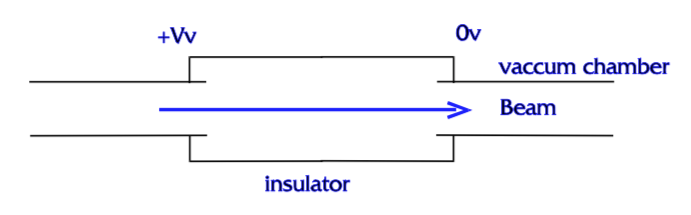 +Vv
0v
vaccum chamber
Beam
insulator